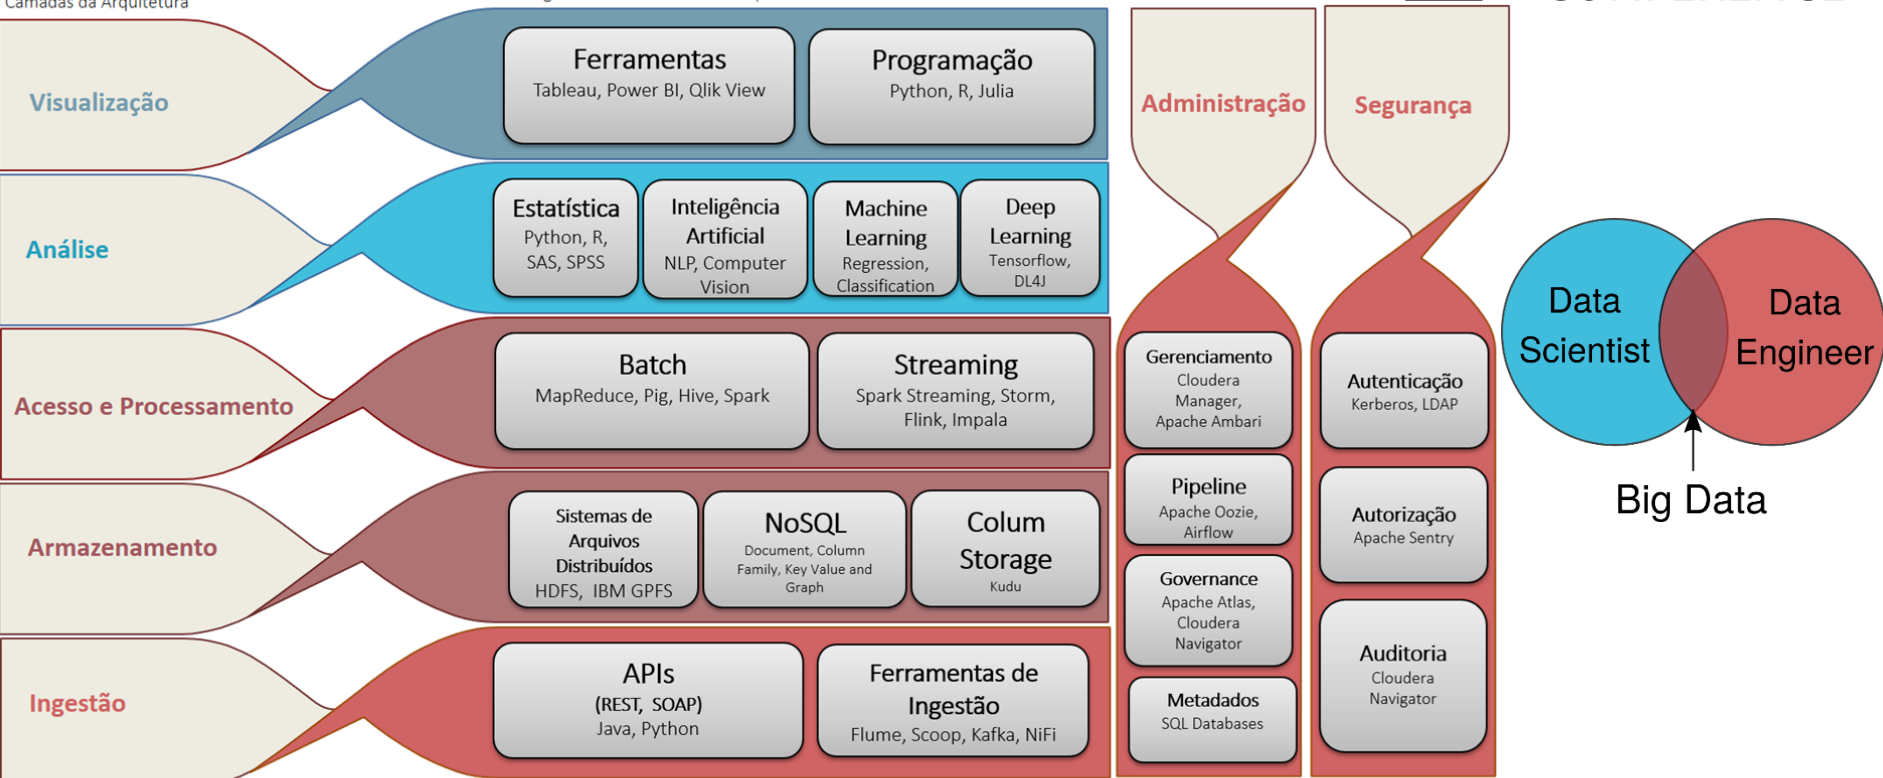 Camadas da Arquitetura
Visualização
Ferramentas
Tableau, Power BI, Qlik View
Programação
Python, R, Julia
Análise
Estatística
Python, R,
SAS, SPSS
Inteligência
Artificial
NLP, Computer
Vision
Machine
Learning
Regression,
Classification
Deep
Learning
Tensorflow,
DL4J
Acesso e Processamento
Batch
MapReduce, Pig, Hive, Spark
Streaming
Spark Streaming, Storm,
Flink, Impala
Armazenamento
Sistemas de
Arquivos
Distribuídos
HDFS, IBM GPFS
NoSQL
Document, Column
Family, Key Value and
Graph
Colum
Storage
Kudu
Ingestão
APIs
(REST, SOAP)
Java, Python
Ferramentas de
Ingestão
Flume, Scoop, Kafka, NiFi
Administração
Gerenciamento
Cloudera
Manager,
Apache Ambari
Pipeline
Apache Oozie,
Airflow
Governance
Apache Atlas,
Cloudera
Navigator
Metadados
SQL Databases
Segurança
Autenticação
Kerberos, LDAP
Autorização
Apache Sentry
Auditoria
Cloudera
Navigator
Data
Scientist
Data
Engineer
Big Data